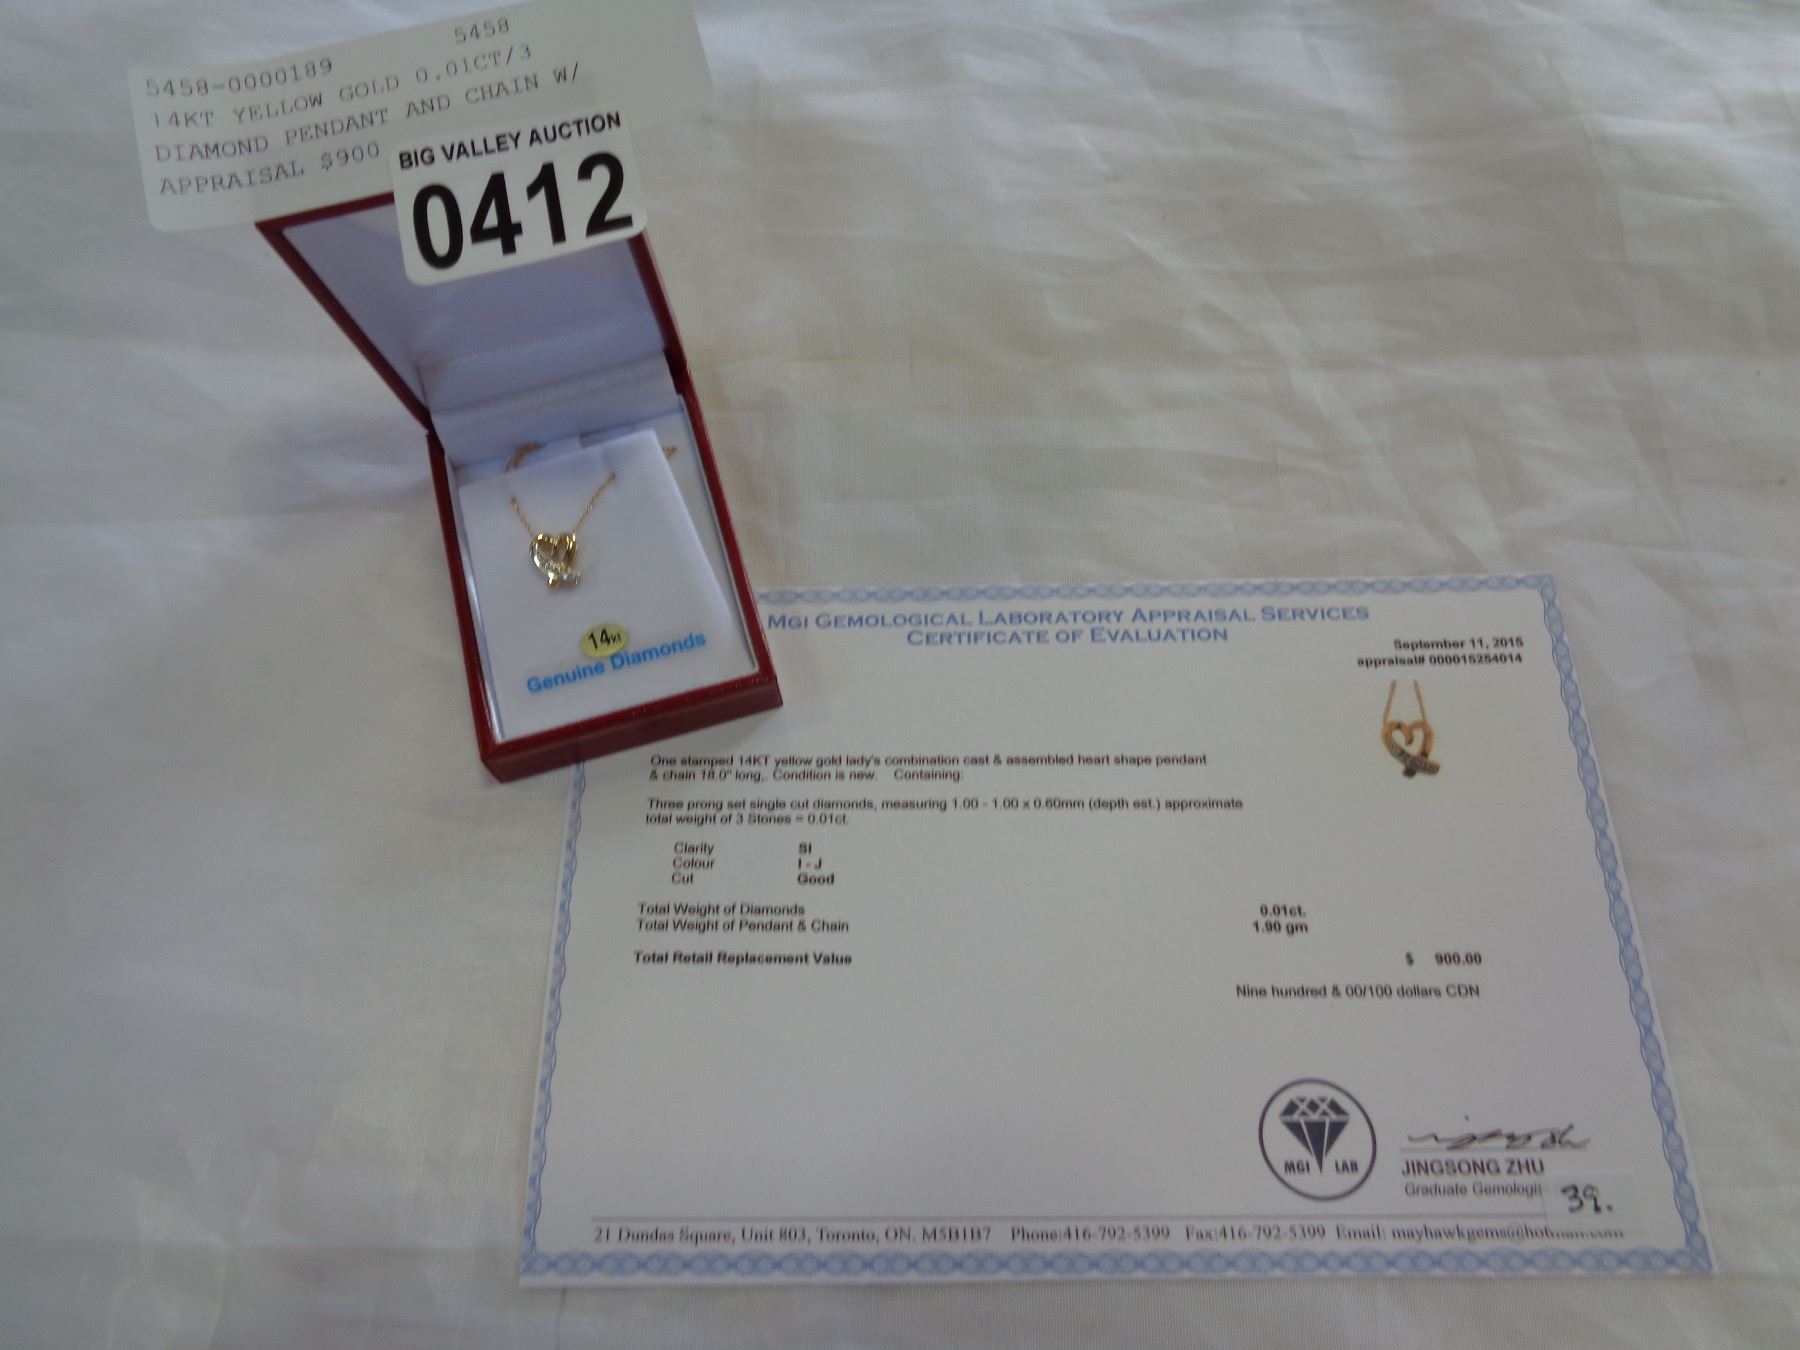 5458-0000189 5458
14KT YELLOW GOLD 0.01CT/3
DIAMOND PENDANT AND CHAIN W/
APPRAISAL $900
BIG VALLEY AUCTION
0412
14KT
Genuine Diamonds
MGI GEMOLOGICAL LABORATORY APPRAISAL SERVICES
CERTIFICATE OF EVALUATION
September 11, 2015
appraisal# 000015254014
One stamped 14KT yellow gold lady's combination cast & assembled heart shape pendant
& chain 18.0" long,. Condition is new. Containing:
Three prong set single cut diamonds, measuring 1.00 - 1.00 x 0.60mm (depth est.) approximate
total weight of 3 Stones = 0.01ct.
Clarity SI
Colour I - J
Cut Good
Total Weight of Diamonds 0.01ct.
Total Weight of Pendant & Chain 1.90 gm
Total Retail Replacement Value $ 900.00
Nine hundred & 00/100 dollars CDN
MGI LAB
JINGSONG ZHU
Graduate Gemologi
39.
21 Dundas Square, Unit 803, Toronto, ON. M5B1B7 Phone:416-792-5399 Fax:416-792-5399 Email: